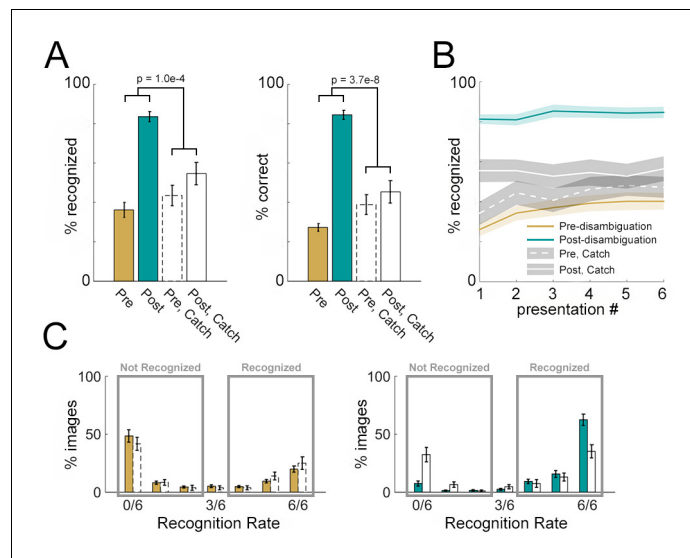 A
B
100
p = 1.0e-4
% recognized
0
Pre
Post
Pre, Catch
Post, Catch
100
p = 3.7e-8
% correct
0
Pre
Post
Pre, Catch
Post, Catch
100
% recognized
Pre-disambiguation
Post-disambiguation
Pre, Catch
Post, Catch
0
1 2 3 4 5 6
presentation #
C
Not Recognized
Recognized
100
% images
50
0
0/6 3/6 6/6
Recognition Rate
Not Recognized
Recognized
100
% images
50
0
0/6 3/6 6/6
Recognition Rate